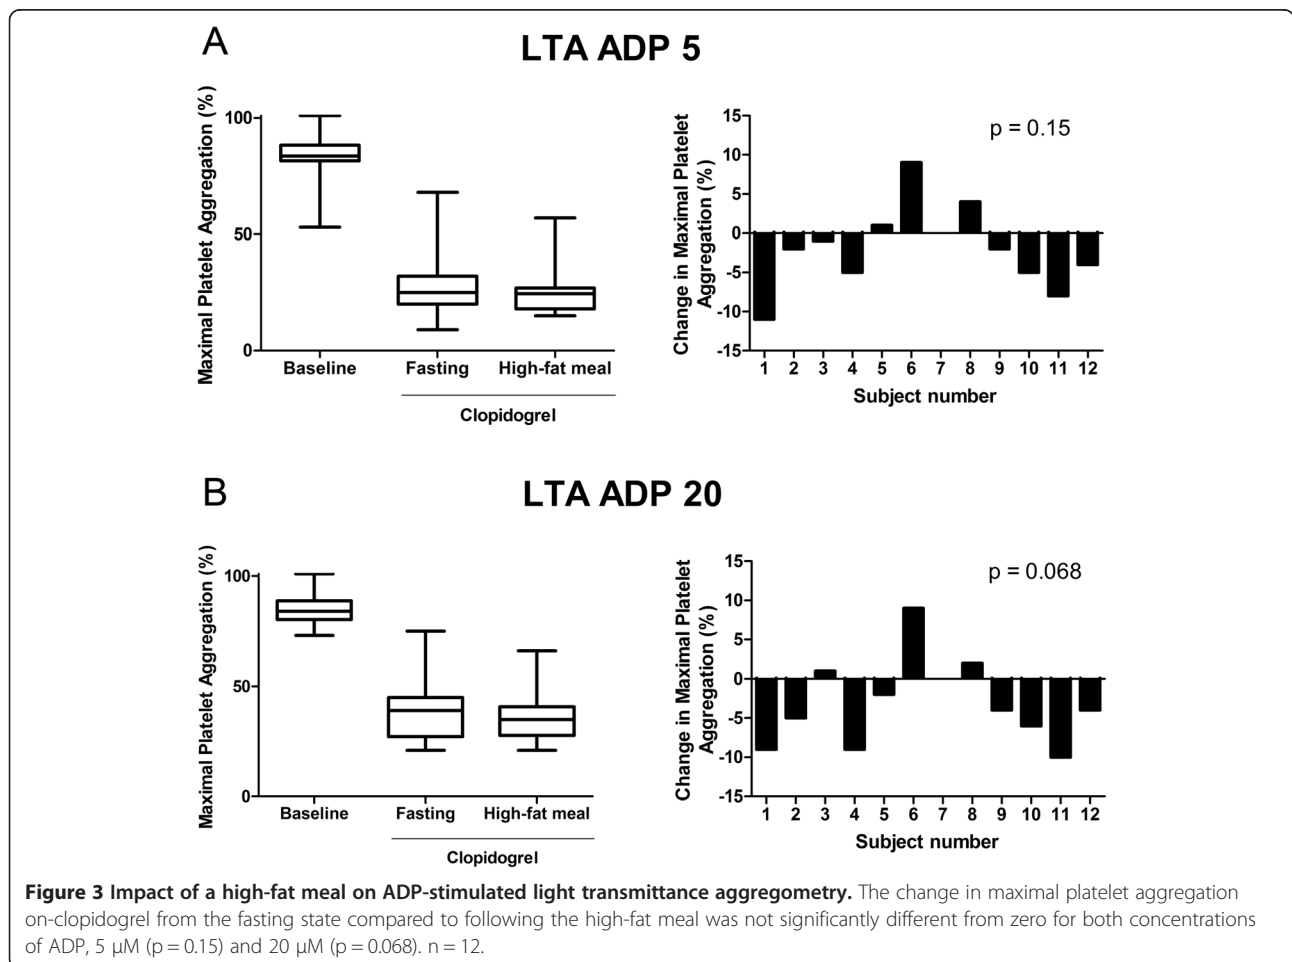 A
LTA ADP 5
Maximal Platelet Aggregation (%)
100
50
0
Baseline
Fasting
High-fat meal
Clopidogrel
Change in Maximal Platelet
Aggregation (%)
15
10
5
0
-5
-10
-15
p = 0.15
1 2 3 4 5 6 7 8 9 10 11 12
Subject number
B
LTA ADP 20
Maximal Platelet Aggregation (%)
100
50
0
Baseline
Fasting
High-fat meal
Clopidogrel
Change in Maximal Platelet
Aggregation (%)
15
10
5
0
-5
-10
-15
p = 0.068
1 2 3 4 5 6 7 8 9 10 11 12
Subject number
Figure 3 Impact of a high-fat meal on ADP-stimulated light transmittance aggregometry. The change in maximal platelet aggregation
on-clopidogrel from the fasting state compared to following the high-fat meal was not significantly different from zero for both concentrations
of ADP, 5 μM (p = 0.15) and 20 μM (p = 0.068). n = 12.